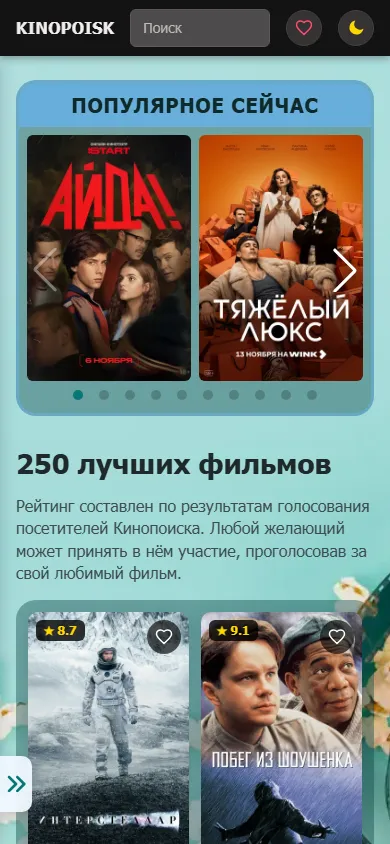 KINOPOISK
Поиск
ПОПУЛЯРНОЕ СЕЙЧАС
START
АЙДА!
6 НОЯБРЯ
ТЯЖЁЛЫЙ
ЛЮКС
13 НОЯБРЯ НА WINK
250 лучших фильмов
Рейтинг составлен по результатам голосования
посетителей Кинопоиска. Любой желающий
может принять в нём участие, проголосовав за
свой любимый фильм.
8.7
9.1
ИНТЕРСТЕЛЛАР
ПОБЕГ ИЗ ШОУШЕНКА